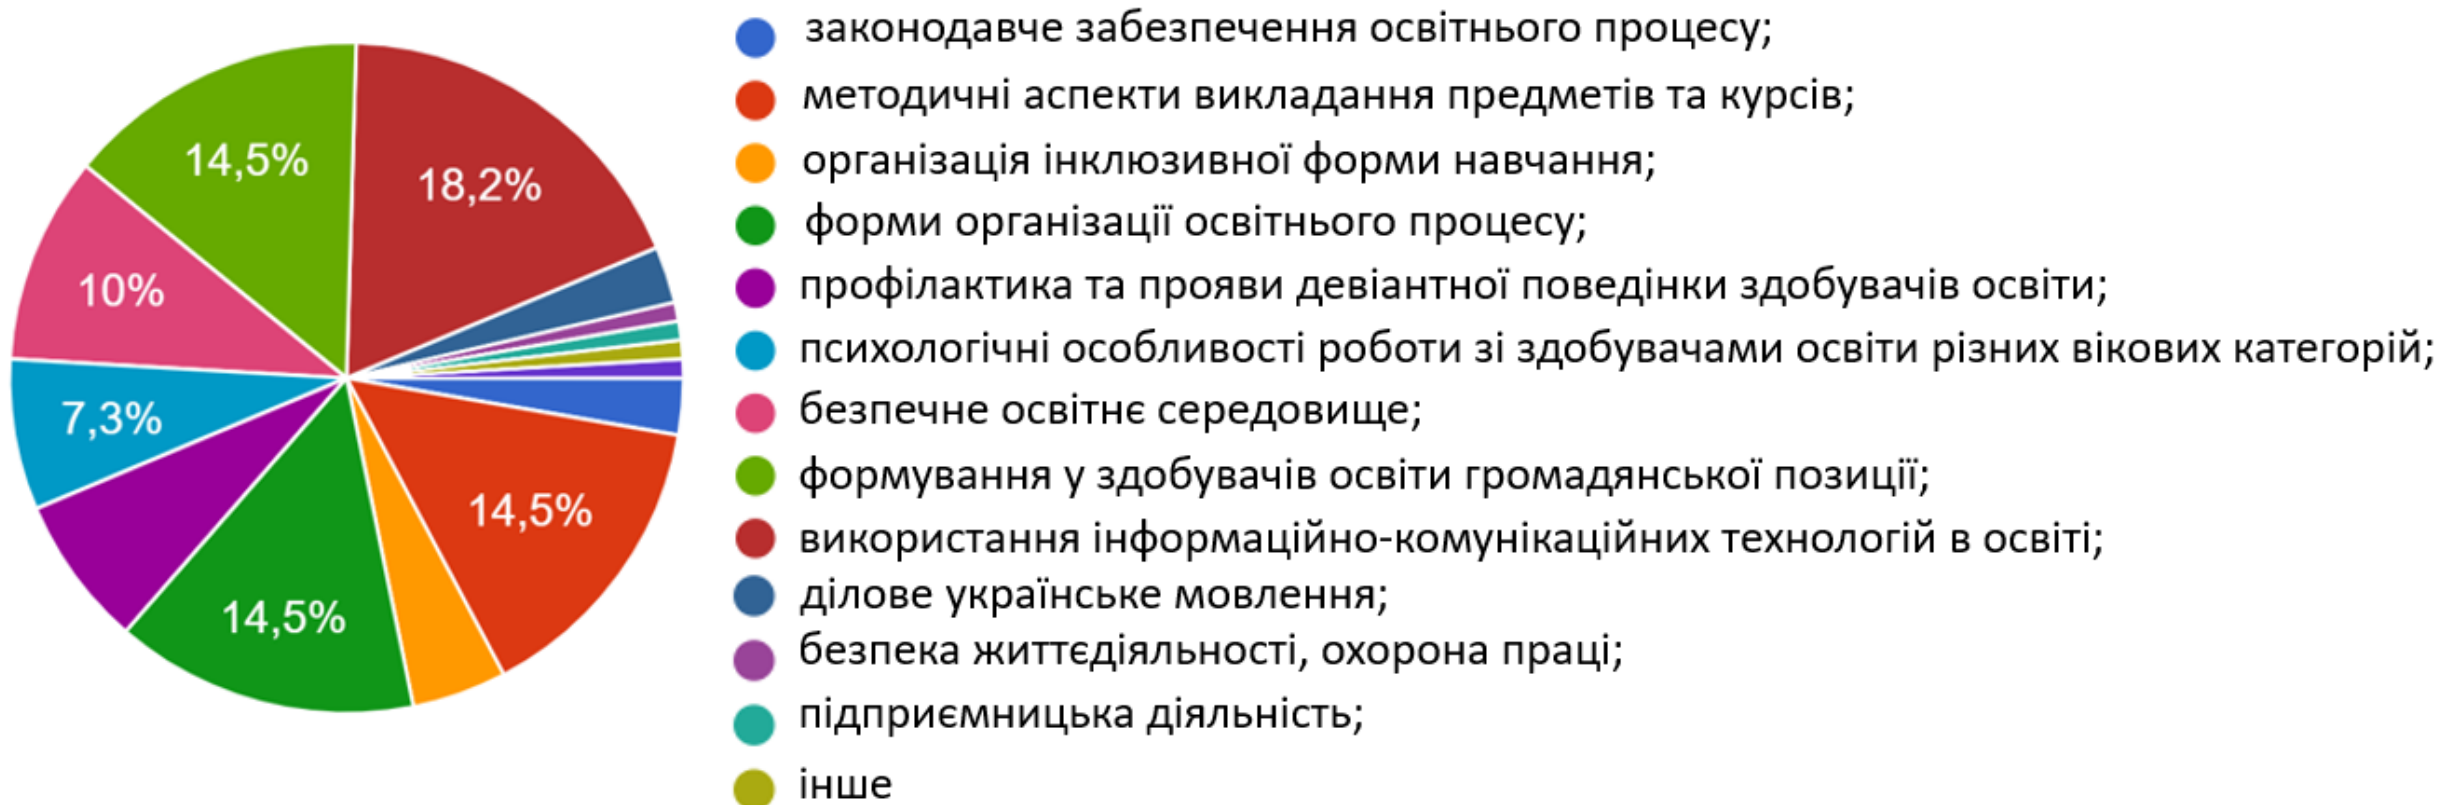 законодавче забезпечення освітнього процесу;
методичні аспекти викладання предметів та курсів;
організація інклюзивної форми навчання;
форми організації освітнього процесу;
профілактика та прояви девіантної поведінки здобувачів освіти;
психологічні особливості роботи зі здобувачами освіти різних вікових категорій;
безпечне освітнє середовище;
формування у здобувачів освіти громадянської позиції;
використання інформаційно-комунікаційних технологій в освіті;
ділове українське мовлення;
безпека життєдіяльності, охорона праці;
підприємницька діяльність;
інше
14,5%
18,2%
10%
7,3%
14,5%
14,5%